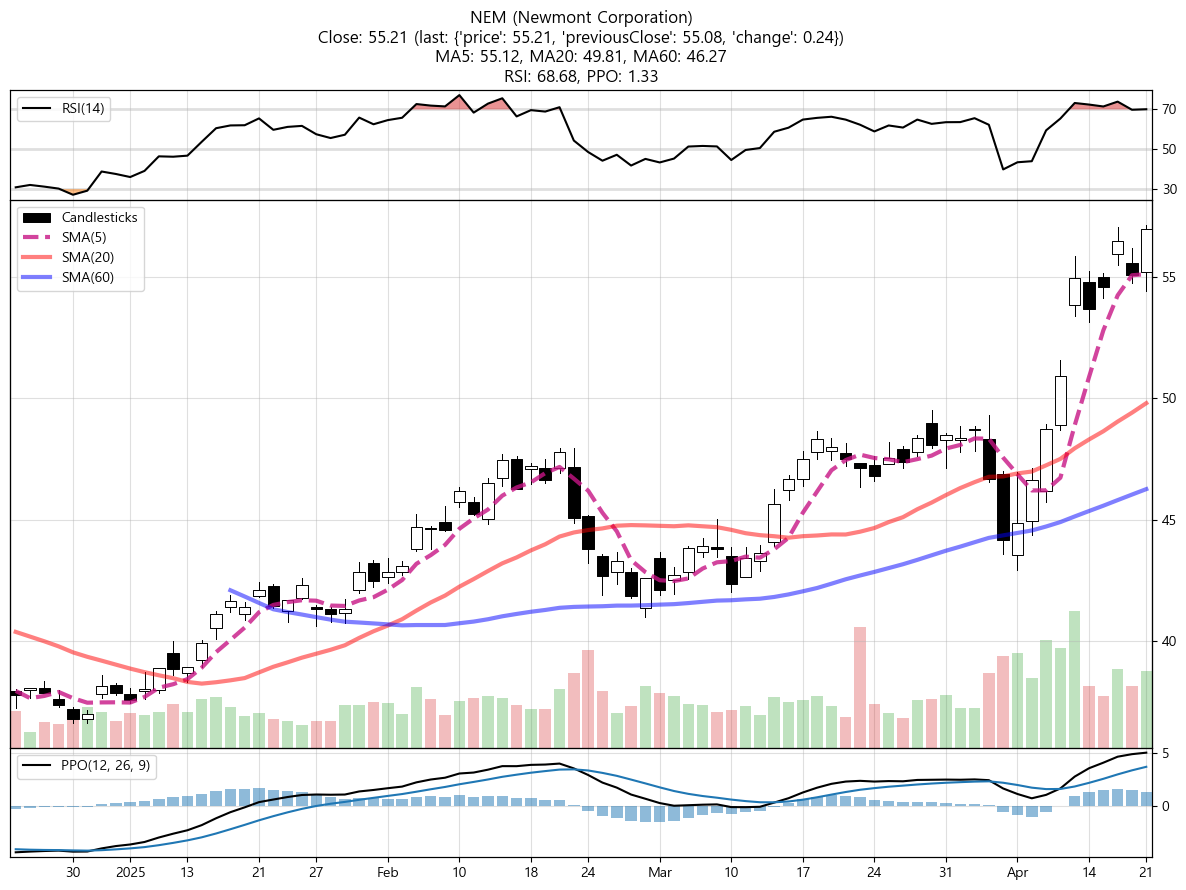 NEM (Newmont Corporation)
Close: 55.21 (last: {'price': 55.21, 'previousClose': 55.08, 'change': 0.24})
MA5: 55.12, MA20: 49.81, MA60: 46.27
RSI: 68.68, PPO: 1.33
RSI(14)
70
50
30
Candlesticks
SMA(5)
SMA(20)
SMA(60)
55
50
45
40
PPO(12, 26, 9)
5
0
30 2025 13 21 27 Feb 10 18 24 Mar 10 17 24 31 Apr 14 21